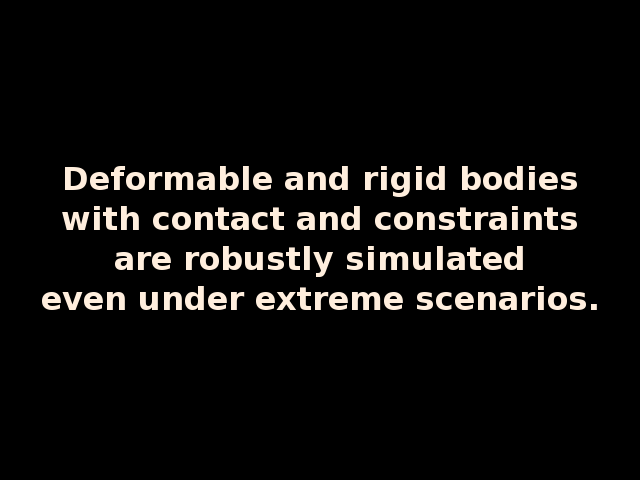 Deformable and rigid bodies
with contact and constraints
are robustly simulated
even under extreme scenarios.